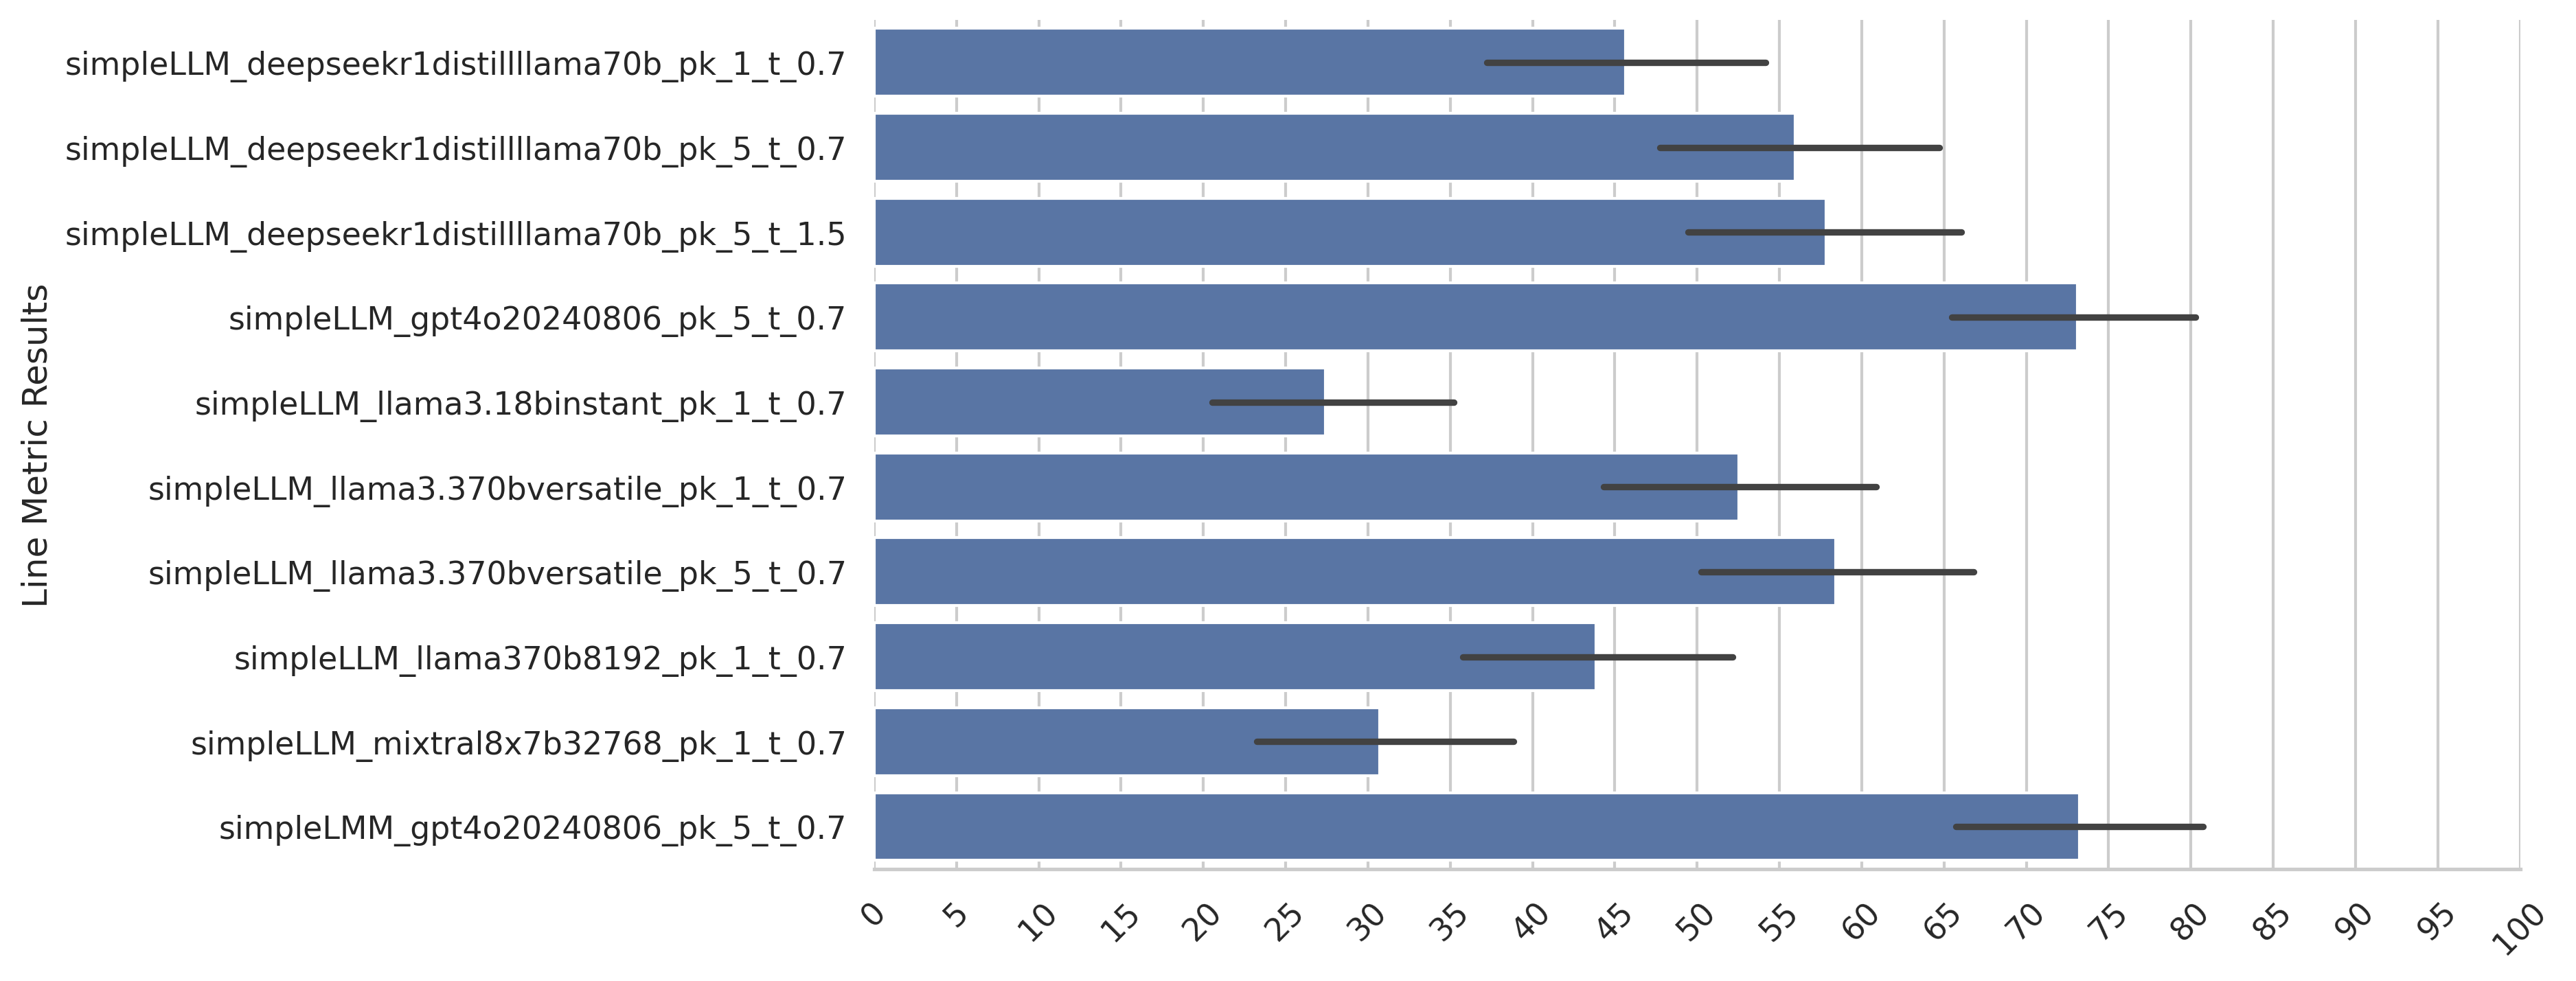 Line Metric Results
simpleLLM_deepseekr1distillllama70b_pk_1_t_0.7
simpleLLM_deepseekr1distillllama70b_pk_5_t_0.7
simpleLLM_deepseekr1distillllama70b_pk_5_t_1.5
simpleLLM_gpt4o20240806_pk_5_t_0.7
simpleLLM_llama3.18binstant_pk_1_t_0.7
simpleLLM_llama3.370bversatile_pk_1_t_0.7
simpleLLM_llama3.370bversatile_pk_5_t_0.7
simpleLLM_llama370b8192_pk_1_t_0.7
simpleLLM_mixtral8x7b32768_pk_1_t_0.7
simpleLMM_gpt4o20240806_pk_5_t_0.7
0 5 10 15 20 25 30 35 40 45 50 55 60 65 70 75 80 85 90 95 100